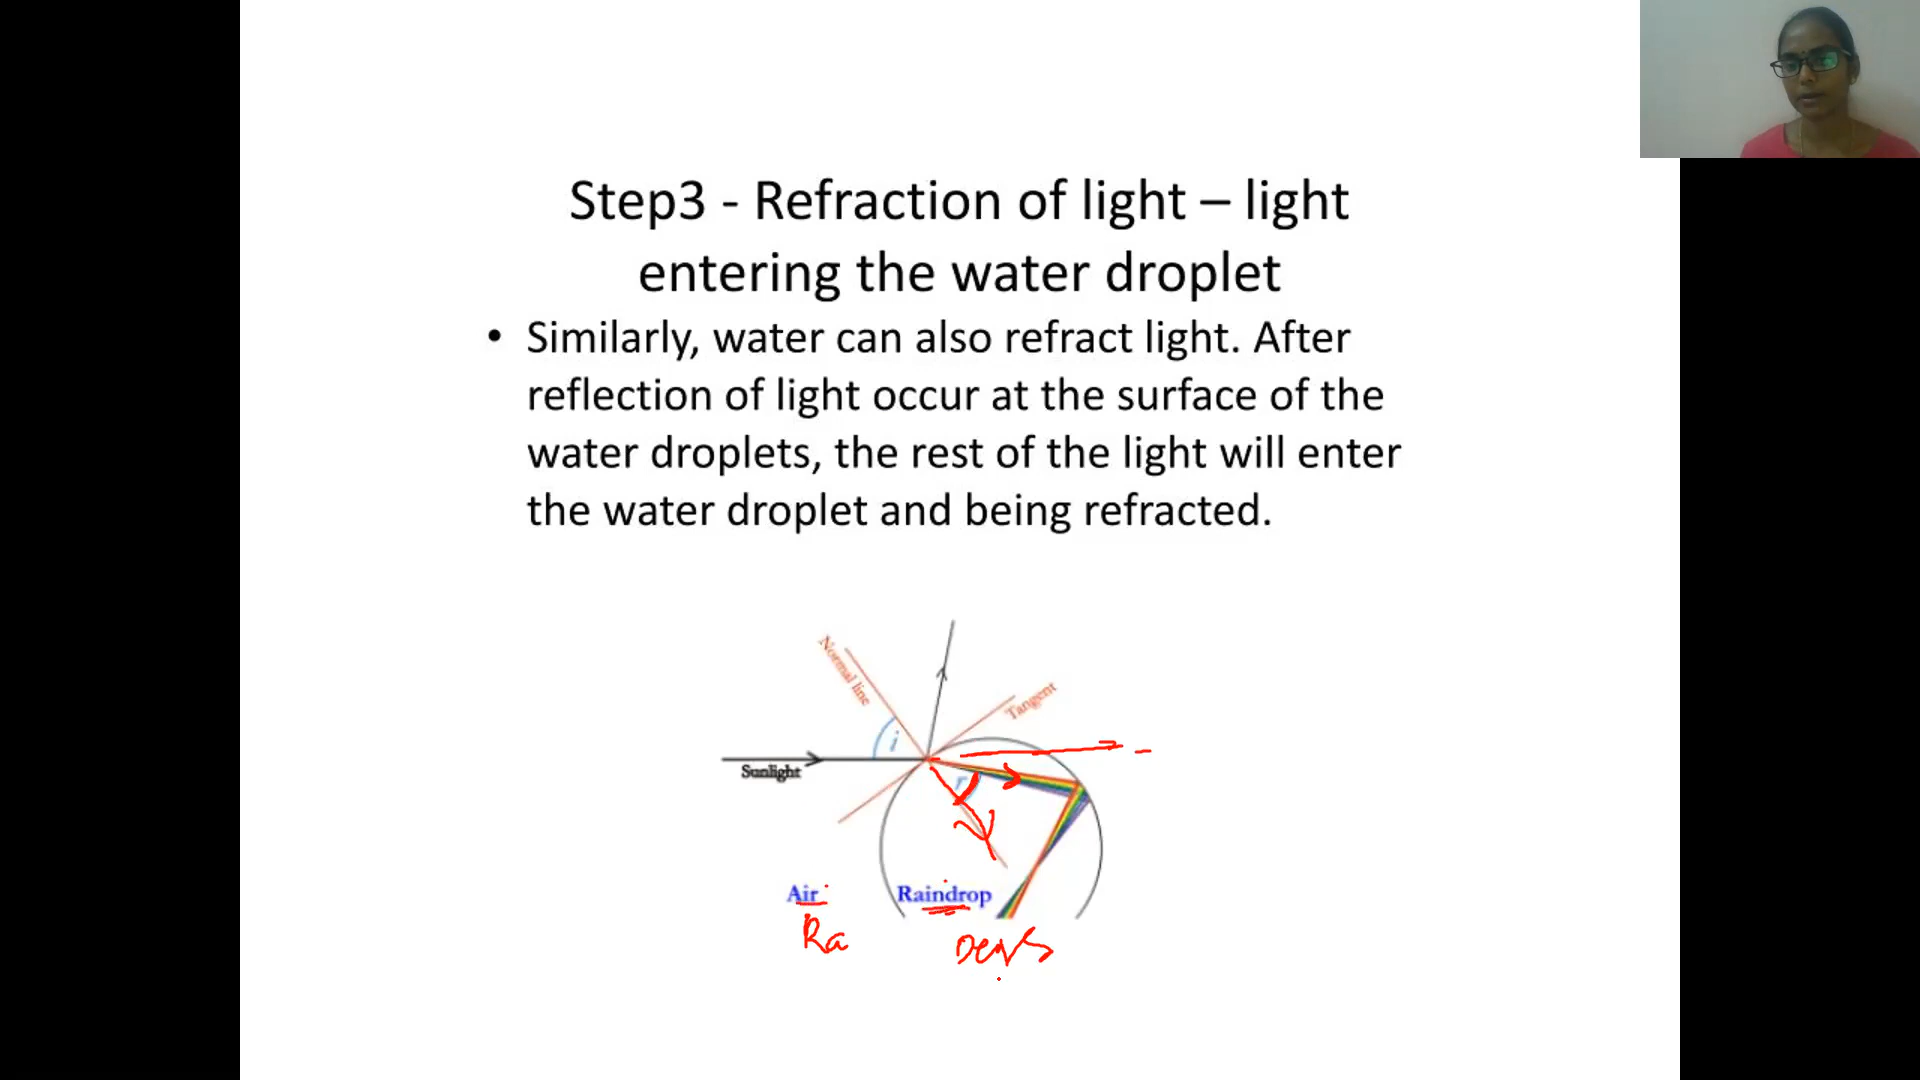 Step3 - Refraction of light – light
entering the water droplet
• Similarly, water can also refract light. After
reflection of light occur at the surface of the
water droplets, the rest of the light will enter
the water droplet and being refracted.
Normal line
Tangent
i
Sunlight
r
Air
Raindrop
Ra